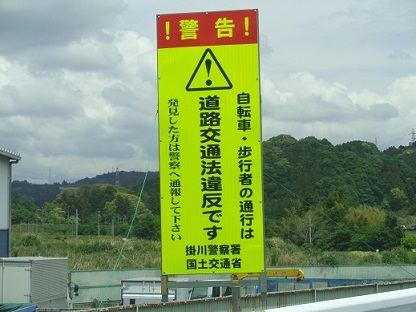 ！警告！
自転車・歩行者の通行は
道路交通法違反です
発見した方は警察へ通報して下さい
掛川警察署
国土交通省